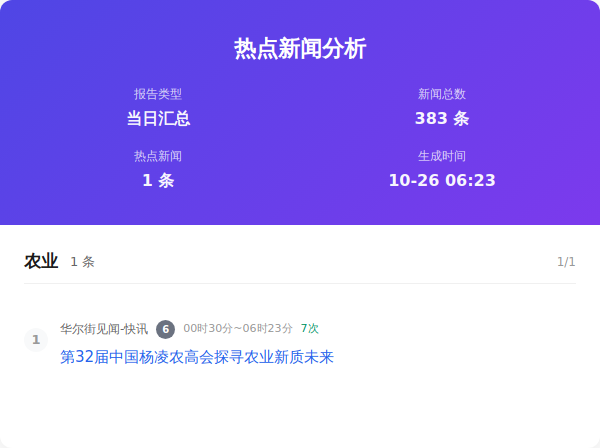 热点新闻分析
报告类型
当日汇总
新闻总数
383 条
热点新闻
1 条
生成时间
10-26 06:23
农业 1 条 1/1
1
华尔街见闻-快讯 6 00时30分~06时23分 7次
第32届中国杨凌农高会探寻农业新质未来